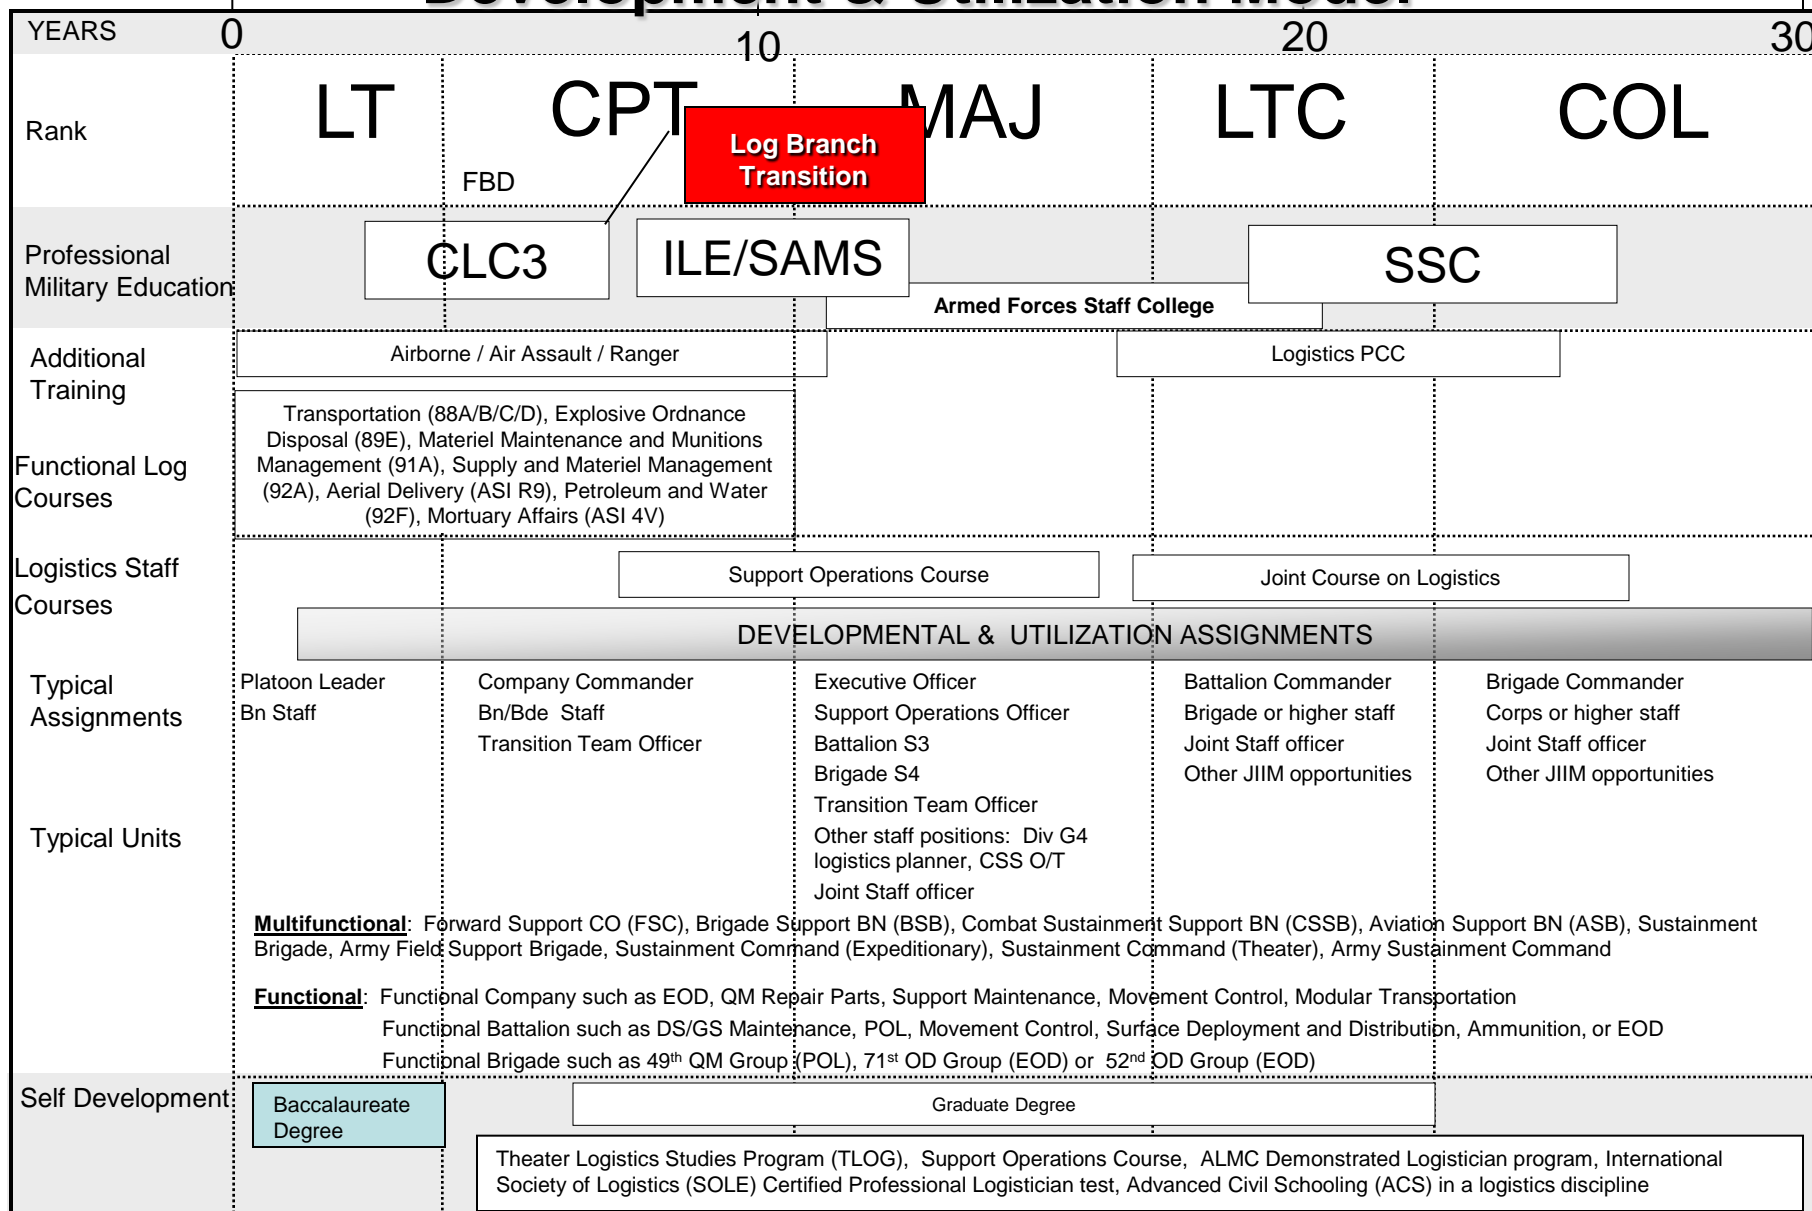 Development & Utilization Model
YEARS 0 10 20 30
Rank
LT CPT MAJ LTC COL
Log Branch
Transition
FBD
Professional
Military Education
CLC3
ILE/SAMS
SSC
Armed Forces Staff College
Additional
Training
Airborne / Air Assault / Ranger
Logistics PCC
Functional Log
Courses
Transportation (88A/B/C/D), Explosive Ordnance
Disposal (89E), Materiel Maintenance and Munitions
Management (91A), Supply and Materiel Management
(92A), Aerial Delivery (ASI R9), Petroleum and Water
(92F), Mortuary Affairs (ASI 4V)
Logistics Staff
Courses
Support Operations Course
Joint Course on Logistics
DEVELOPMENTAL & UTILIZATION ASSIGNMENTS
Typical
Assignments
Platoon Leader
Bn Staff
Company Commander
Bn/Bde Staff
Transition Team Officer
Executive Officer
Support Operations Officer
Battalion S3
Brigade S4
Transition Team Officer
Other staff positions: Div G4
logistics planner, CSS O/T
Joint Staff officer
Battalion Commander
Brigade or higher staff
Joint Staff officer
Other JIIM opportunities
Brigade Commander
Corps or higher staff
Joint Staff officer
Other JIIM opportunities
Typical Units
Multifunctional: Forward Support CO (FSC), Brigade Support BN (BSB), Combat Sustainment Support BN (CSSB), Aviation Support BN (ASB), Sustainment
Brigade, Army Field Support Brigade, Sustainment Command (Expeditionary), Sustainment Command (Theater), Army Sustainment Command
Functional: Functional Company such as EOD, QM Repair Parts, Support Maintenance, Movement Control, Modular Transportation
Functional Battalion such as DS/GS Maintenance, POL, Movement Control, Surface Deployment and Distribution, Ammunition, or EOD
Functional Brigade such as 49th QM Group (POL), 71st OD Group (EOD) or 52nd OD Group (EOD)
Self Development
Baccalaureate
Degree
Graduate Degree
Theater Logistics Studies Program (TLOG), Support Operations Course, ALMC Demonstrated Logistician program, International
Society of Logistics (SOLE) Certified Professional Logistician test, Advanced Civil Schooling (ACS) in a logistics discipline